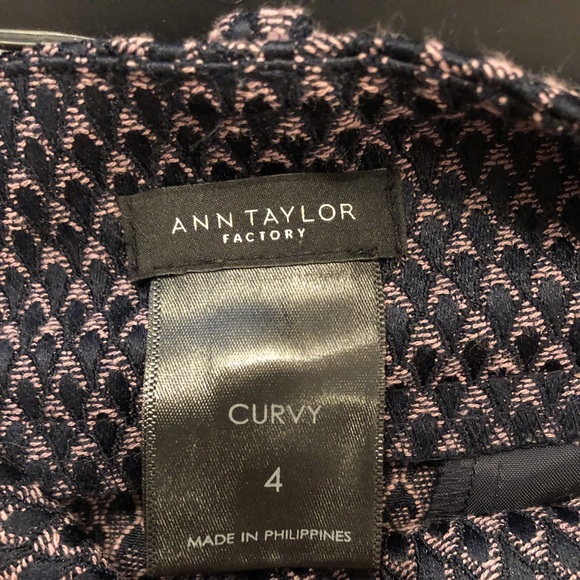 ANN TAYLOR
FACTORY
CURVY
4
MADE IN PHILIPPINES